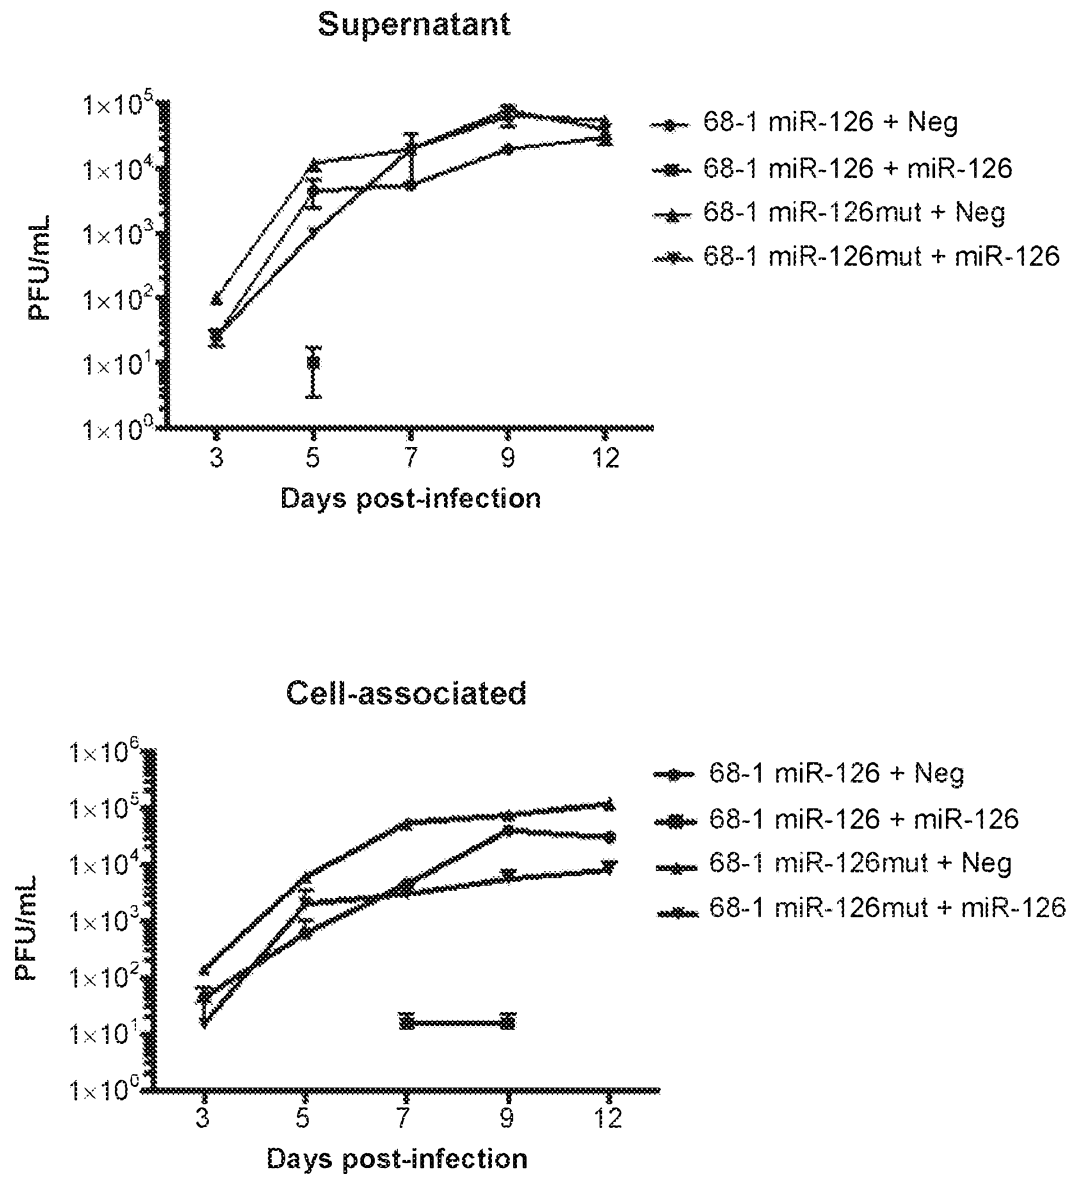 Supernatant
1×10⁵
1×10⁴
1×10³
1×10²
1×10¹
1×10⁰
PFU/mL
3 5 7 9 12
Days post-infection
68-1 miR-126 + Neg
68-1 miR-126 + miR-126
68-1 miR-126mut + Neg
68-1 miR-126mut + miR-126
Cell-associated
1×10⁶
1×10⁵
1×10⁴
1×10³
1×10²
1×10¹
1×10⁰
PFU/mL
3 5 7 9 12
Days post-infection
68-1 miR-126 + Neg
68-1 miR-126 + miR-126
68-1 miR-126mut + Neg
68-1 miR-126mut + miR-126